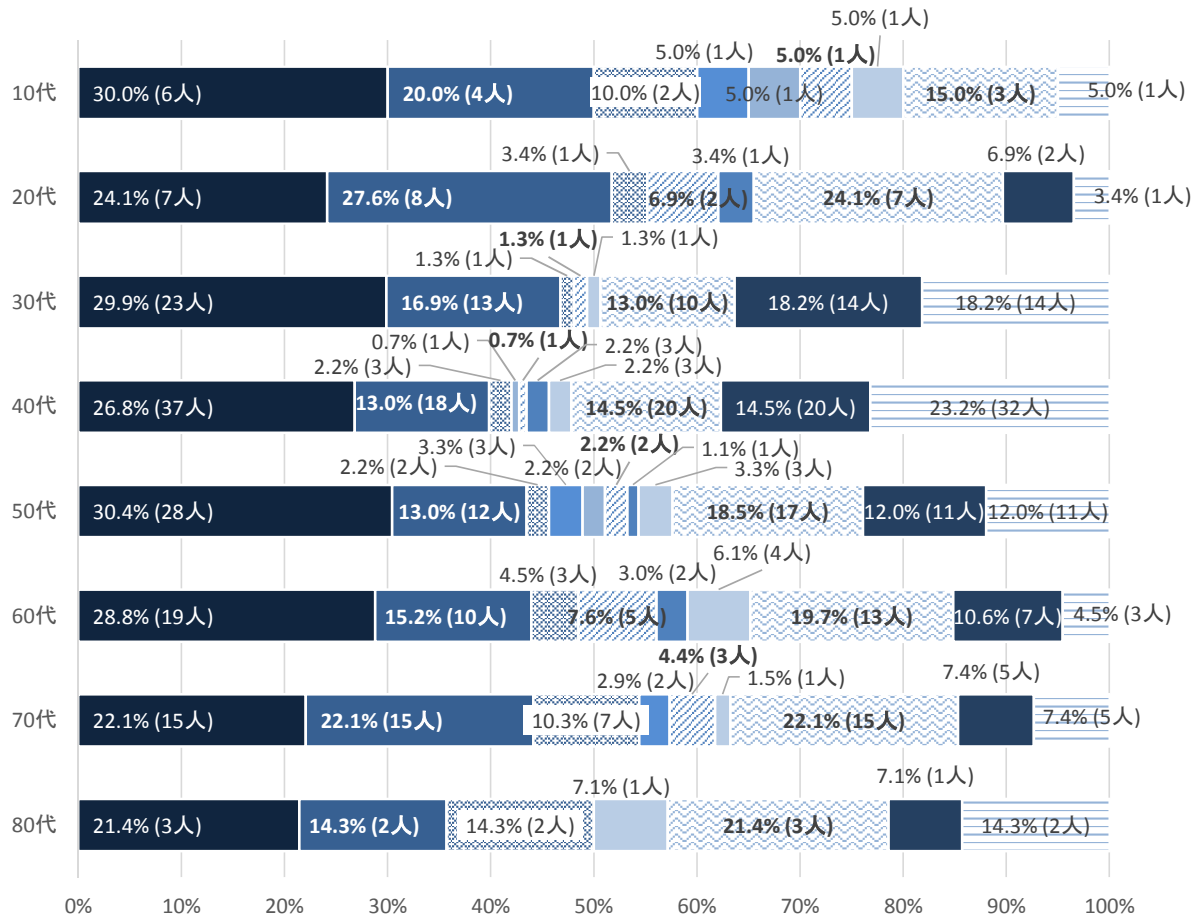 5.0% (1人)
5.0% (1人) 5.0% (1人)
10代 30.0% (6人) 20.0% (4人) 10.0% (2人) 5.0% (1人) 15.0% (3人) 5.0% (1人)
3.4% (1人) 3.4% (1人) 6.9% (2人)
20代 24.1% (7人) 27.6% (8人) 6.9% (2人) 24.1% (7人) 3.4% (1人)
1.3% (1人) 1.3% (1人)
1.3% (1人)
30代 29.9% (23人) 16.9% (13人) 13.0% (10人) 18.2% (14人) 18.2% (14人)
0.7% (1人) 0.7% (1人) 2.2% (3人)
2.2% (3人) 2.2% (3人)
40代 26.8% (37人) 13.0% (18人) 14.5% (20人) 14.5% (20人) 23.2% (32人)
3.3% (3人) 2.2% (2人) 1.1% (1人)
2.2% (2人) 2.2% (2人) 3.3% (3人)
50代 30.4% (28人) 13.0% (12人) 18.5% (17人) 12.0% (11人) 12.0% (11人)
6.1% (4人)
4.5% (3人) 3.0% (2人)
60代 28.8% (19人) 15.2% (10人) 7.6% (5人) 19.7% (13人) 10.6% (7人) 4.5% (3人)
4.4% (3人) 7.4% (5人)
2.9% (2人) 1.5% (1人)
70代 22.1% (15人) 22.1% (15人) 10.3% (7人) 22.1% (15人) 7.4% (5人)
7.1% (1人) 7.1% (1人)
80代 21.4% (3人) 14.3% (2人) 14.3% (2人) 21.4% (3人) 14.3% (2人)
0% 10% 20% 30% 40% 50% 60% 70% 80% 90% 100%